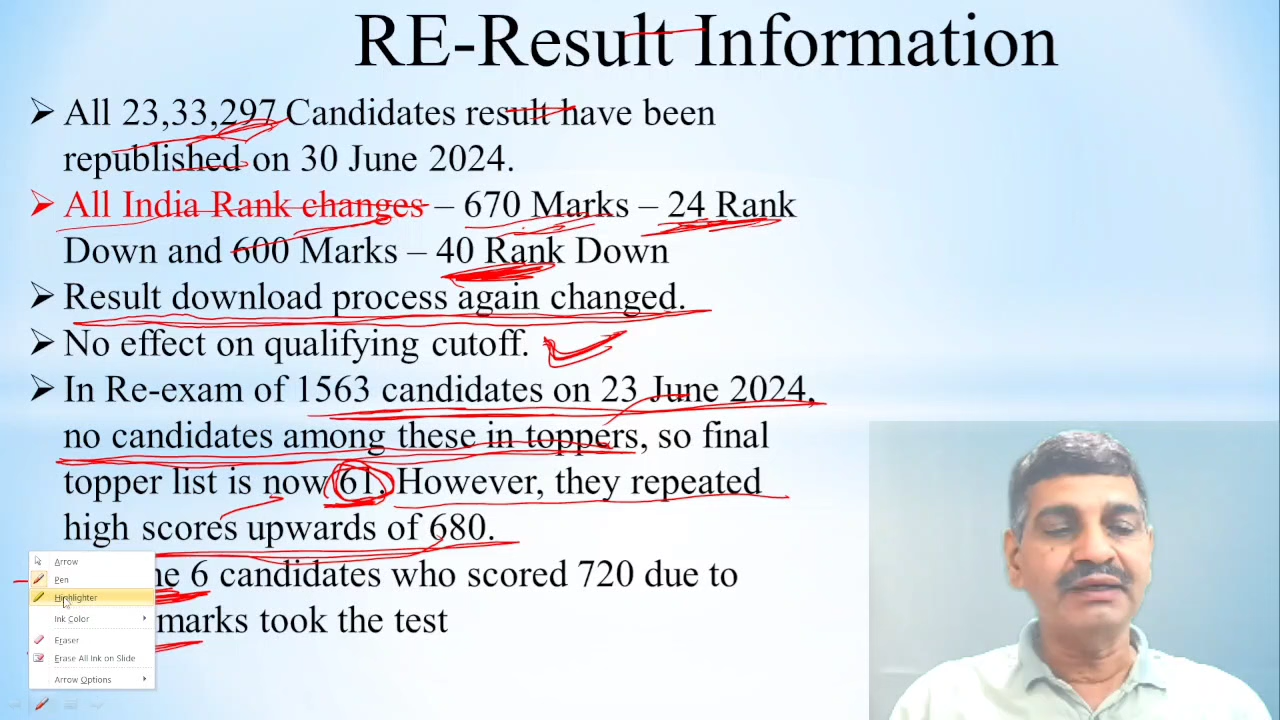 RE-Result Information
All 23,33,297 Candidates result have been
republished on 30 June 2024.
All India Rank changes – 670 Marks – 24 Rank
Down and 600 Marks – 40 Rank Down
Result download process again changed.
No effect on qualifying cutoff.
In Re-exam of 1563 candidates on 23 June 2024,
no candidates among these in toppers, so final
topper list is now 61. However, they repeated
high scores upwards of 680.
6 candidates who scored 720 due to
marks took the test
Arrow
Pen
Highlighter
Ink Color
Eraser
Erase All Ink on Slide
Arrow Options